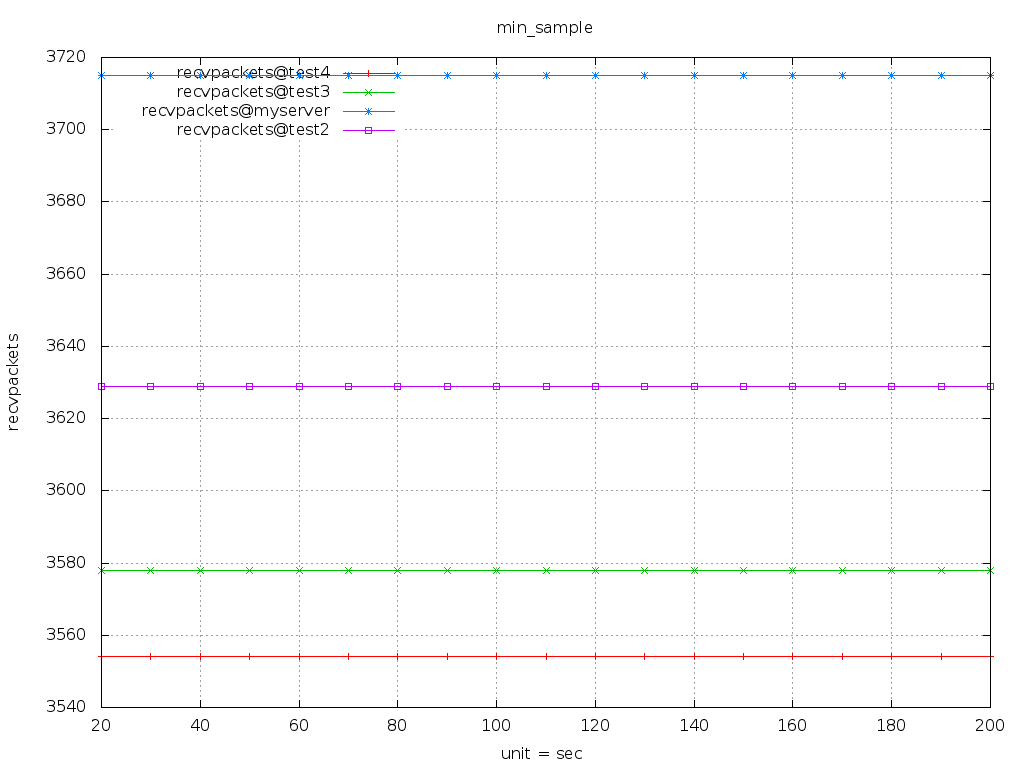 min_sample
3720
recvpackets@test4
recvpackets@test3
recvpackets@myserver
recvpackets@test2
3700
3680
3660
3640
3620
3600
3580
3560
3540
recvpackets
20 40 60 80 100 120 140 160 180 200
unit = sec